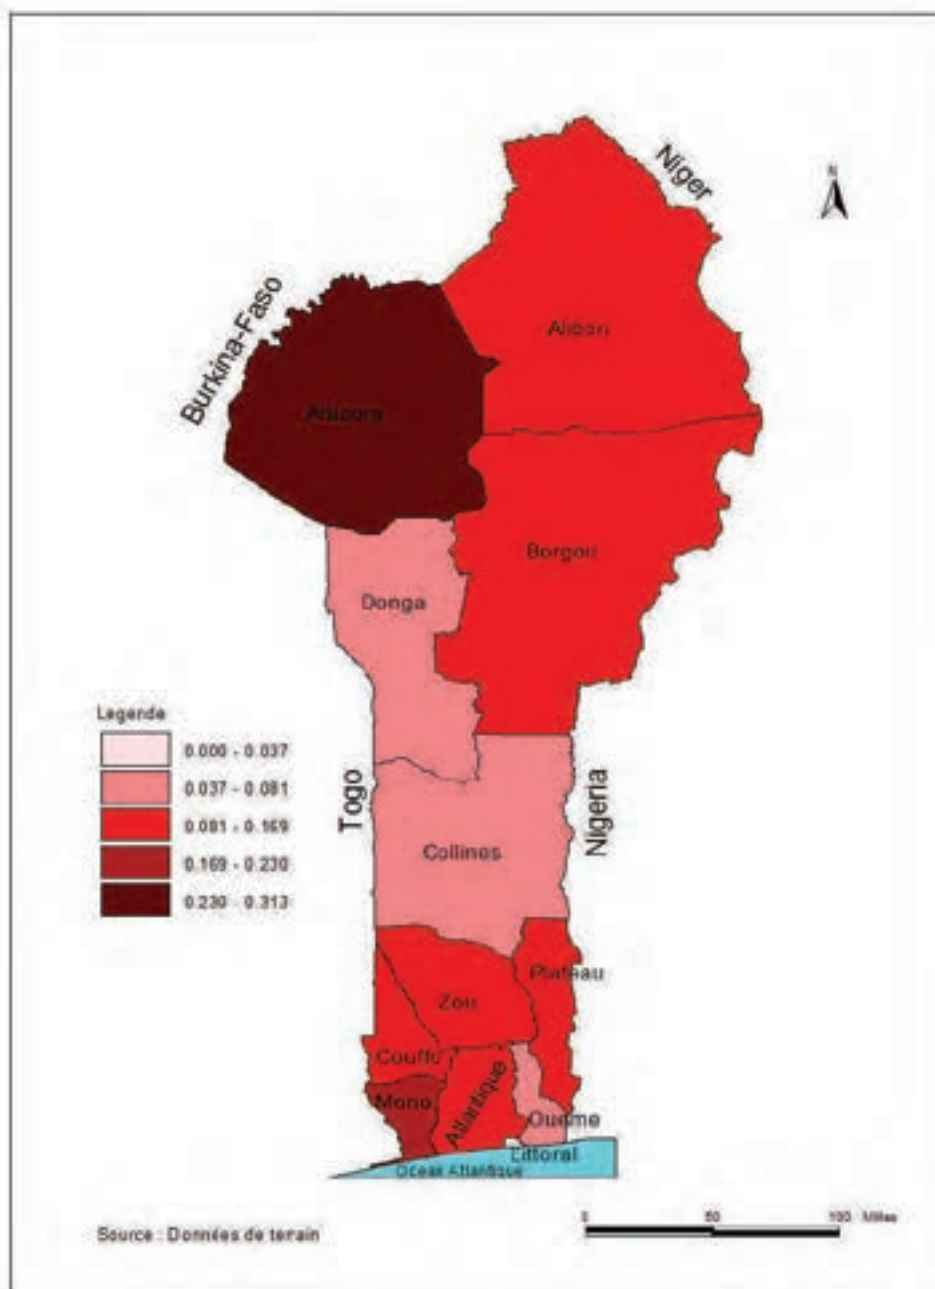 N
Niger
Burkina-Faso
Alibori
Atacora
Borgou
Donga
Legende
0.000 - 0.037
0.037 - 0.081
0.081 - 0.169
0.169 - 0.230
0.230 - 0.313
Togo
Nigeria
Collines
Plateau
Zou
Couffo
Mono
Atlantique
Oueme
Littoral
Ocean Atlantique
0 50 100 Miles
Source : Données de terrain